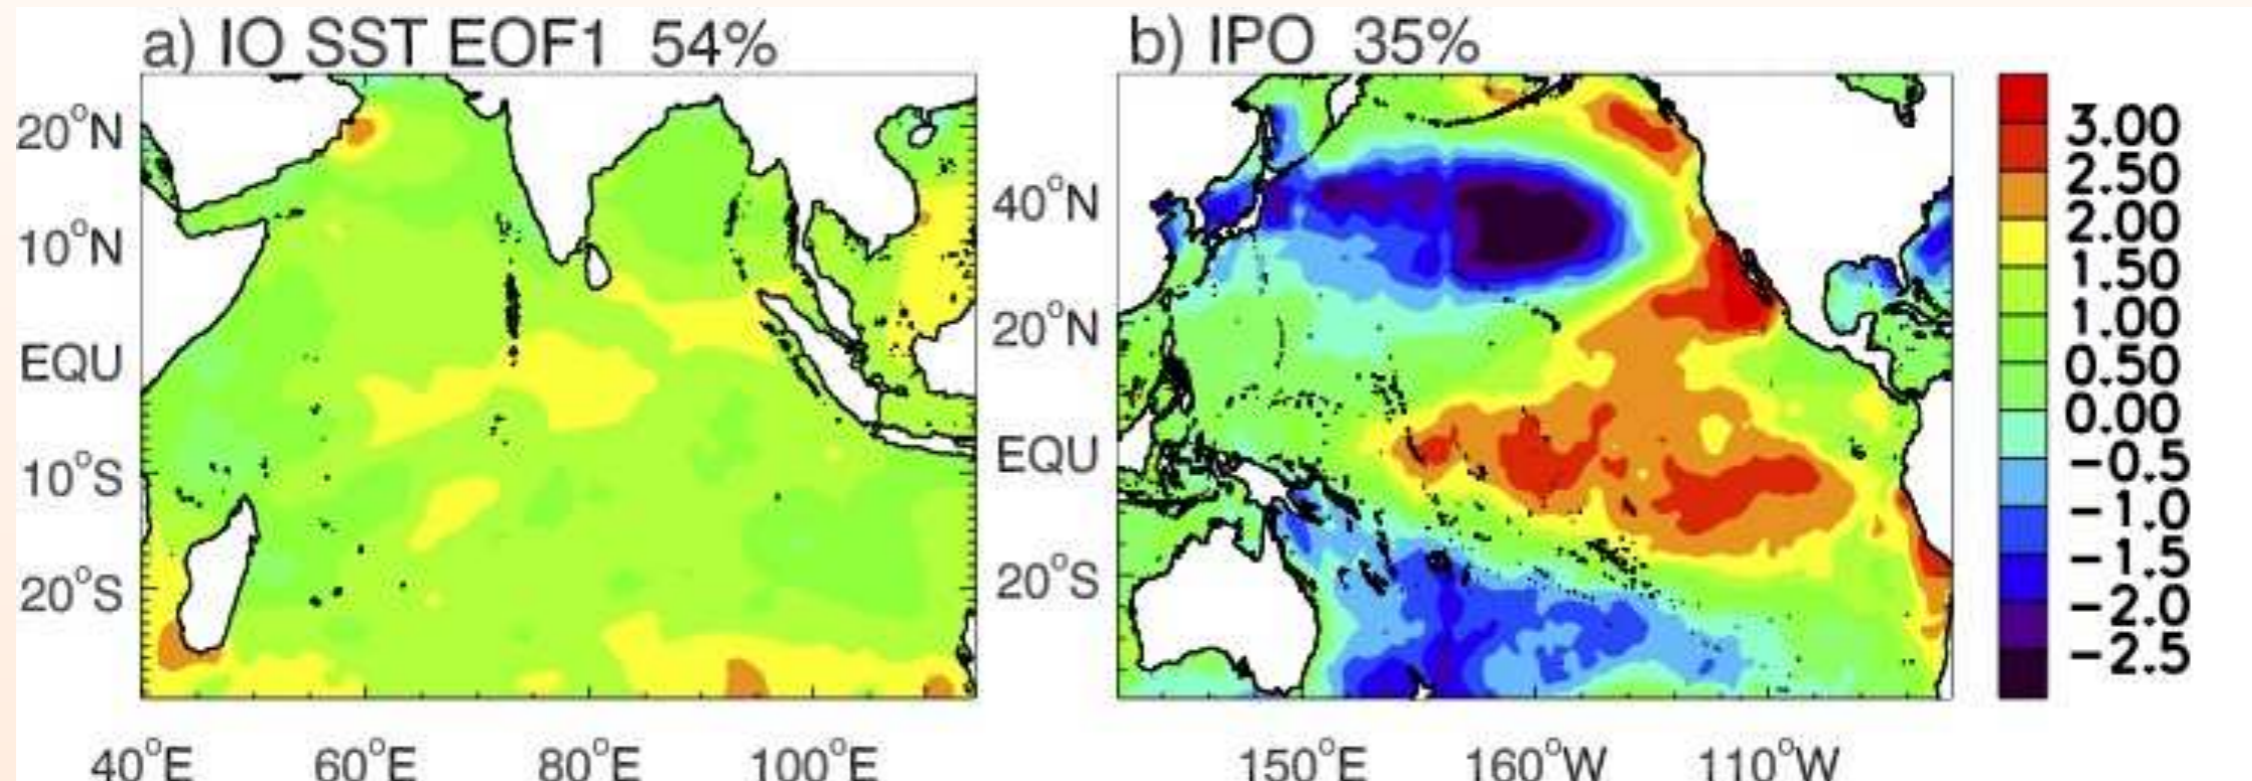 a) IO SST EOF1 54%
20°N
10°N
EQU
10°S
20°S
40°E 60°E 80°E 100°E
b) IPO 35%
40°N
20°N
EQU
20°S
150°E 160°W 110°W
3.00
2.50
2.00
1.50
1.00
0.50
0.00
-0.5
-1.0
-1.5
-2.0
-2.5